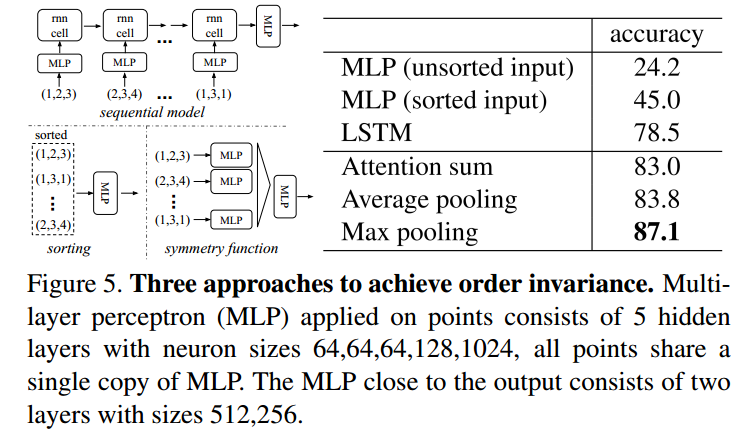 rnn cell
rnn cell
...
rnn cell
MLP
MLP
MLP
MLP
(1,2,3)
(2,3,4)
...
(1,3,1)
sequential model
sorted
(1,2,3)
(1,3,1)
⋮
(2,3,4)
MLP
sorting
(1,2,3)
MLP
(2,3,4)
MLP
⋮
(1,3,1)
MLP
MLP
symmetry function
accuracy
MLP (unsorted input) 24.2
MLP (sorted input) 45.0
LSTM 78.5
Attention sum 83.0
Average pooling 83.8
Max pooling 87.1
Figure 5. Three approaches to achieve order invariance. Multi-
layer perceptron (MLP) applied on points consists of 5 hidden
layers with neuron sizes 64,64,64,128,1024, all points share a
single copy of MLP. The MLP close to the output consists of two
layers with sizes 512,256.